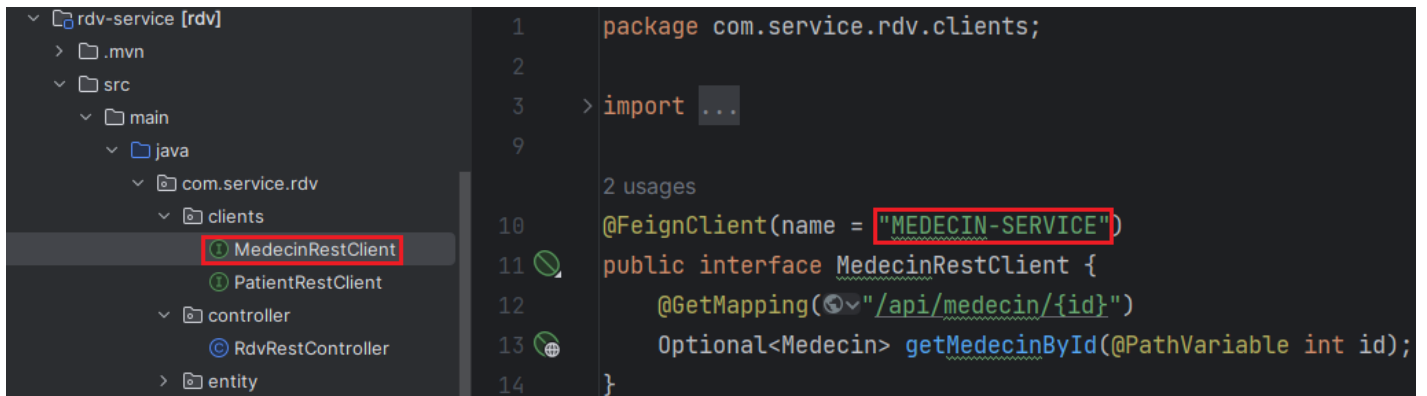 rdv-service [rdv]
.mvn
src
main
java
com.service.rdv
clients
MedecinRestClient
PatientRestClient
controller
RdvRestController
entity
1 package com.service.rdv.clients;
2
3 import ...
9
2 usages
10 @FeignClient(name = "MEDECIN-SERVICE")
11 public interface MedecinRestClient {
12 @GetMapping("/api/medecin/{id}")
13 Optional<Medecin> getMedecinById(@PathVariable int id);
14 }